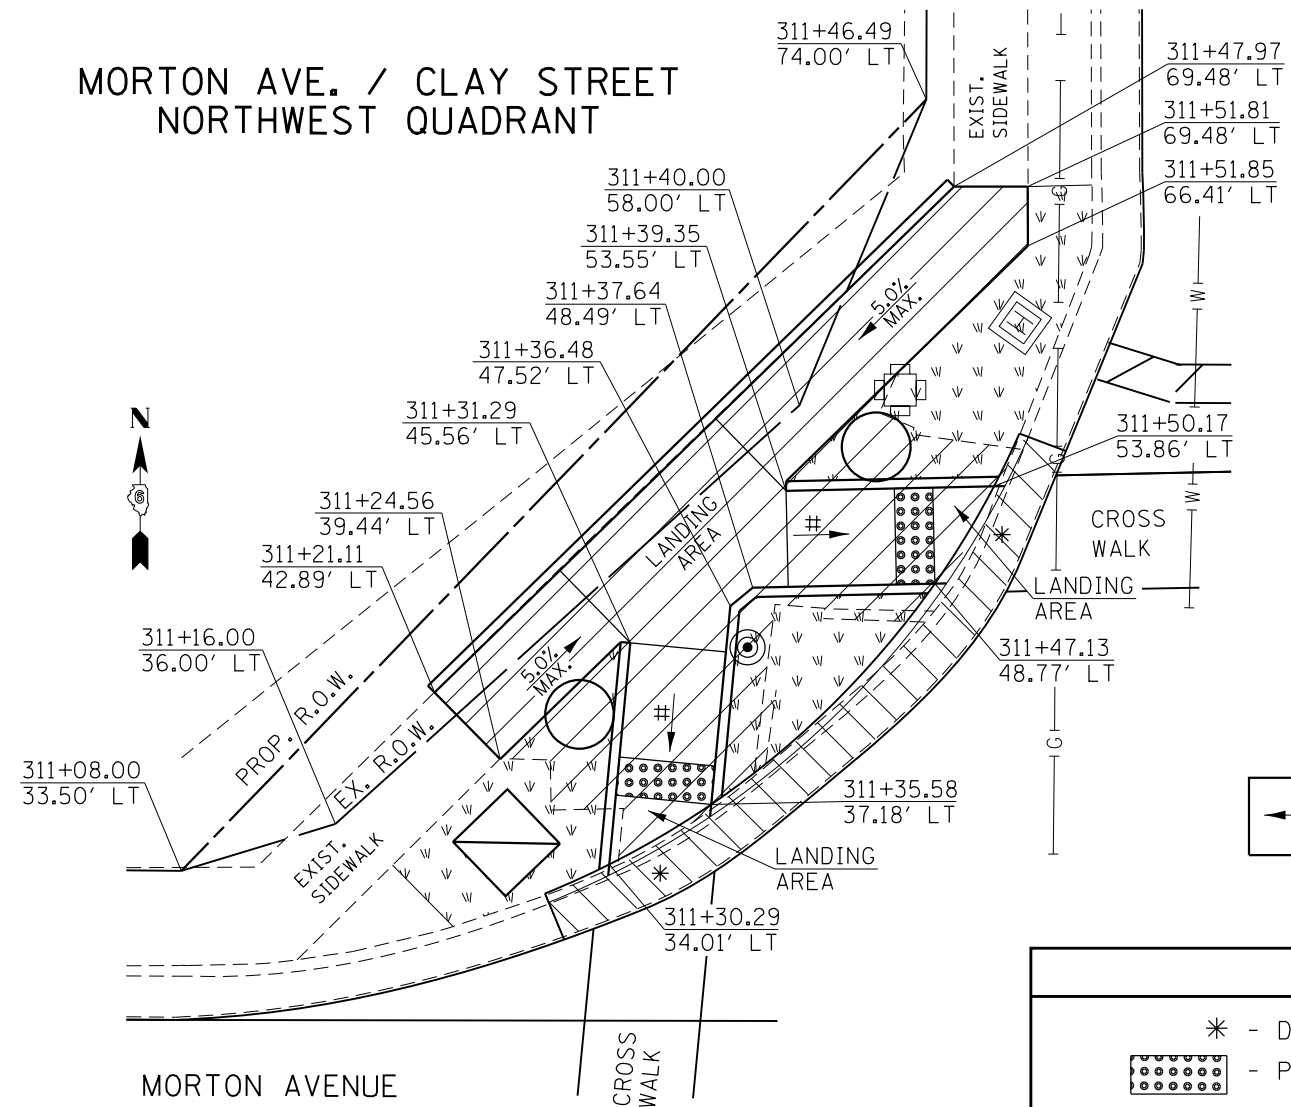 MORTON AVE. / CLAY STREET
NORTHWEST QUADRANT
311+46.49
74.00' LT
EXIST.
SIDEWALK
311+47.97
69.48' LT
311+51.81
69.48' LT
311+51.85
66.41' LT
G
311+40.00
58.00' LT
311+39.35
53.55' LT
311+37.64
48.49' LT
311+36.48
47.52' LT
311+31.29
45.56' LT
5.0%
MAX.
W
N
6
311+50.17
53.86' LT
G
W
311+24.56
39.44' LT
311+21.11
42.89' LT
LANDING
AREA
#
*
CROSS
WALK
LANDING
AREA
311+16.00
36.00' LT
5.0%
MAX.
#
311+47.13
48.77' LT
G
PROP. R.O.W.
EX. R.O.W.
311+08.00
33.50' LT
311+35.58
37.18' LT
EXIST.
SIDEWALK
LANDING
AREA
*
311+30.29
34.01' LT
* - D
- P
CROSS
WALK
MORTON AVENUE